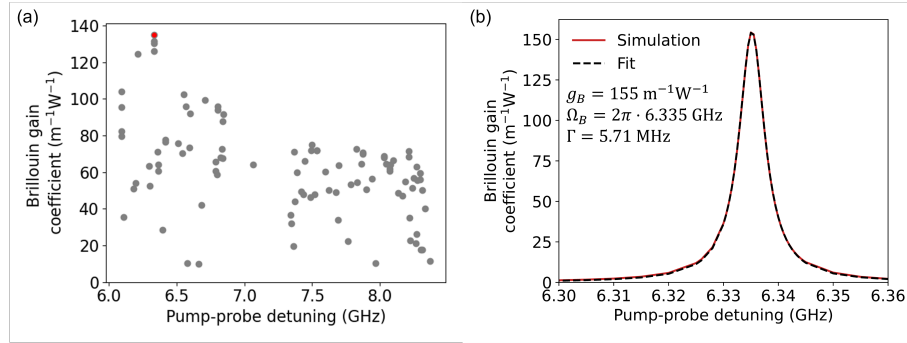 (a)
140
120
100
80
60
40
20
0
Brillouin gain
coefficient (m⁻¹W⁻¹)
6.0 6.5 7.0 7.5 8.0
Pump-probe detuning (GHz)
(b)
150
125
100
75
50
25
0
Brillouin gain
coefficient (m⁻¹W⁻¹)
Simulation
Fit
g_B = 155 m⁻¹W⁻¹
Ω_B = 2π · 6.335 GHz
Γ = 5.71 MHz
6.30 6.31 6.32 6.33 6.34 6.35 6.36
Pump-probe detuning (GHz)